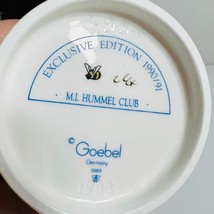 EXCLUSIVE EDITION 1990/91
M.I. HUMMEL CLUB
© Goebel
Germany